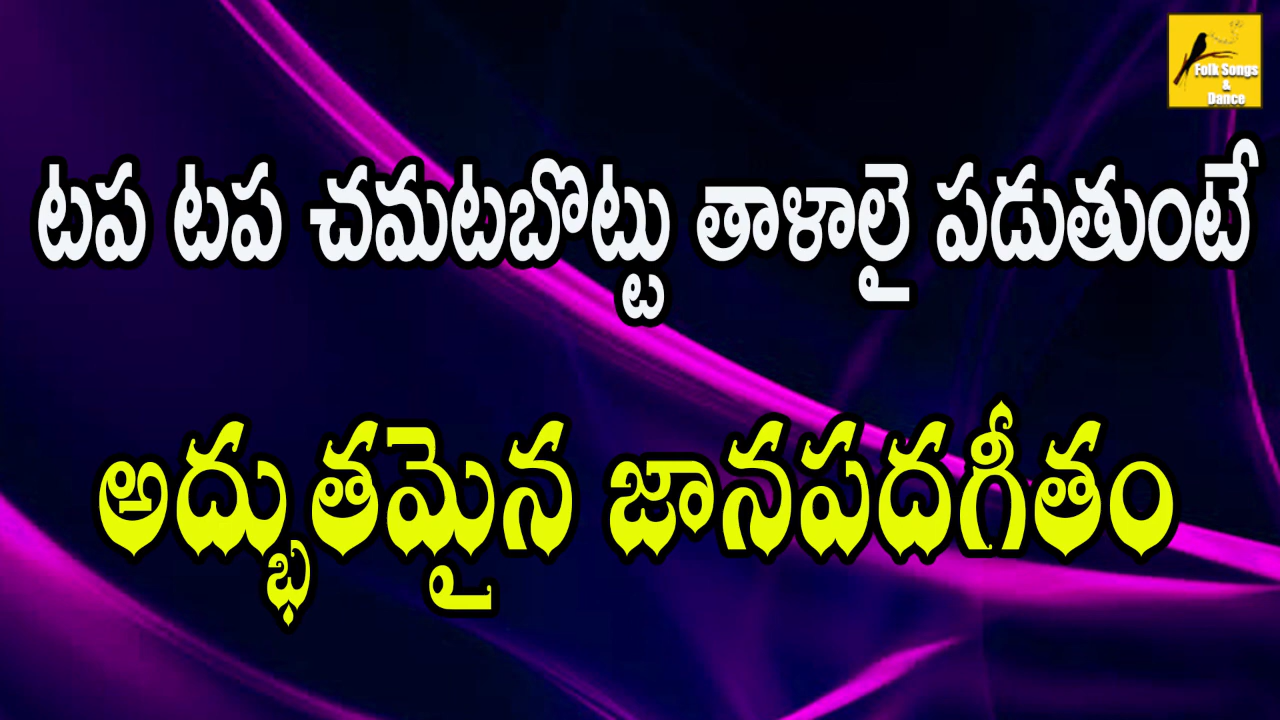 Folk Songs
&
Dance
టప టప చమటబొట్టు తాళాలై పడుతుంటే
అద్భుతమైన జానపదగీతం